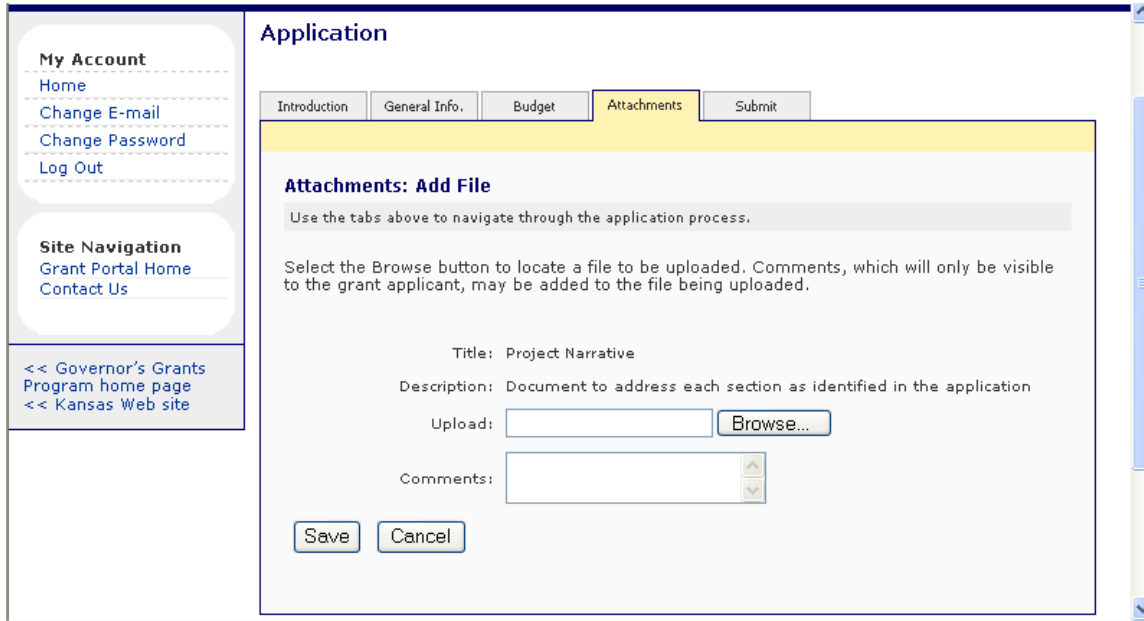 My Account
Home
Change E-mail
Change Password
Log Out
Site Navigation
Grant Portal Home
Contact Us
<< Governor's Grants
Program home page
<< Kansas Web site
Application
Introduction
General Info.
Budget
Attachments
Submit
Attachments: Add File
Use the tabs above to navigate through the application process.
Select the Browse button to locate a file to be uploaded. Comments, which will only be visible
to the grant applicant, may be added to the file being uploaded.
Title: Project Narrative
Description: Document to address each section as identified in the application
Upload: Browse...
Comments:
Save Cancel